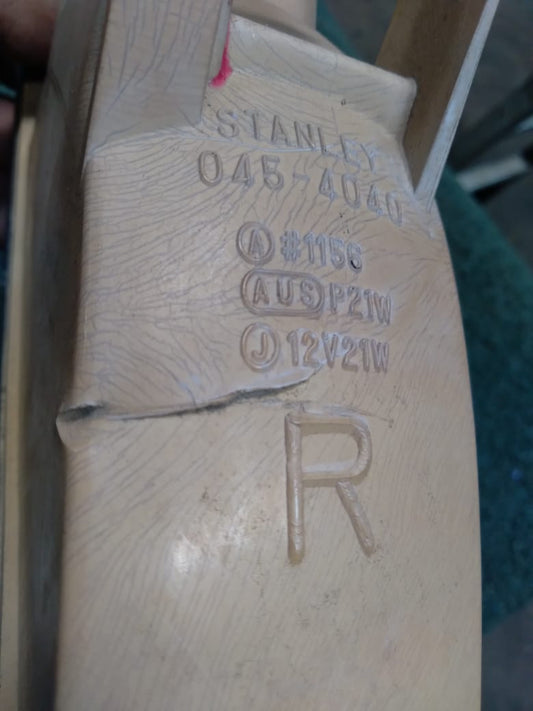 STANLEY
045-4040
Ⓐ #1156
AUS P21W
Ⓙ 12V21W
R